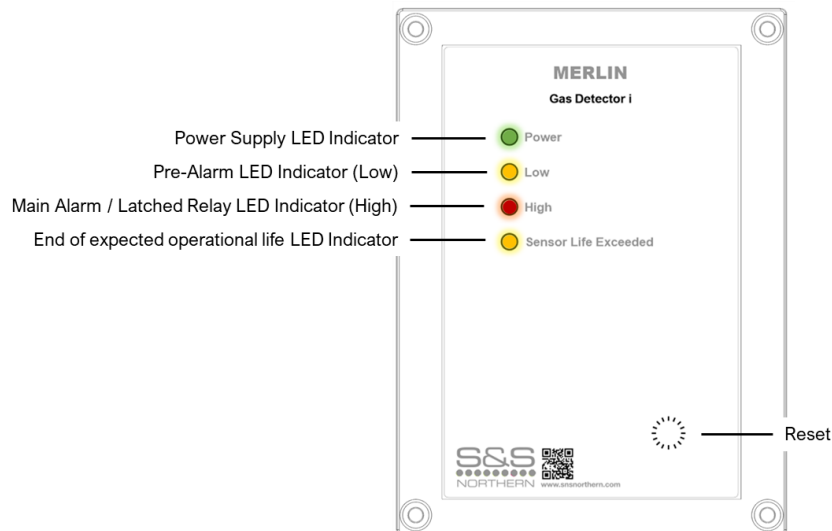 MERLIN
Gas Detector i
Power Supply LED Indicator
Power
Pre-Alarm LED Indicator (Low)
Low
Main Alarm / Latched Relay LED Indicator (High)
High
End of expected operational life LED Indicator
Sensor Life Exceeded
Reset
S&S
NORTHERN
www.snsnorthern.com